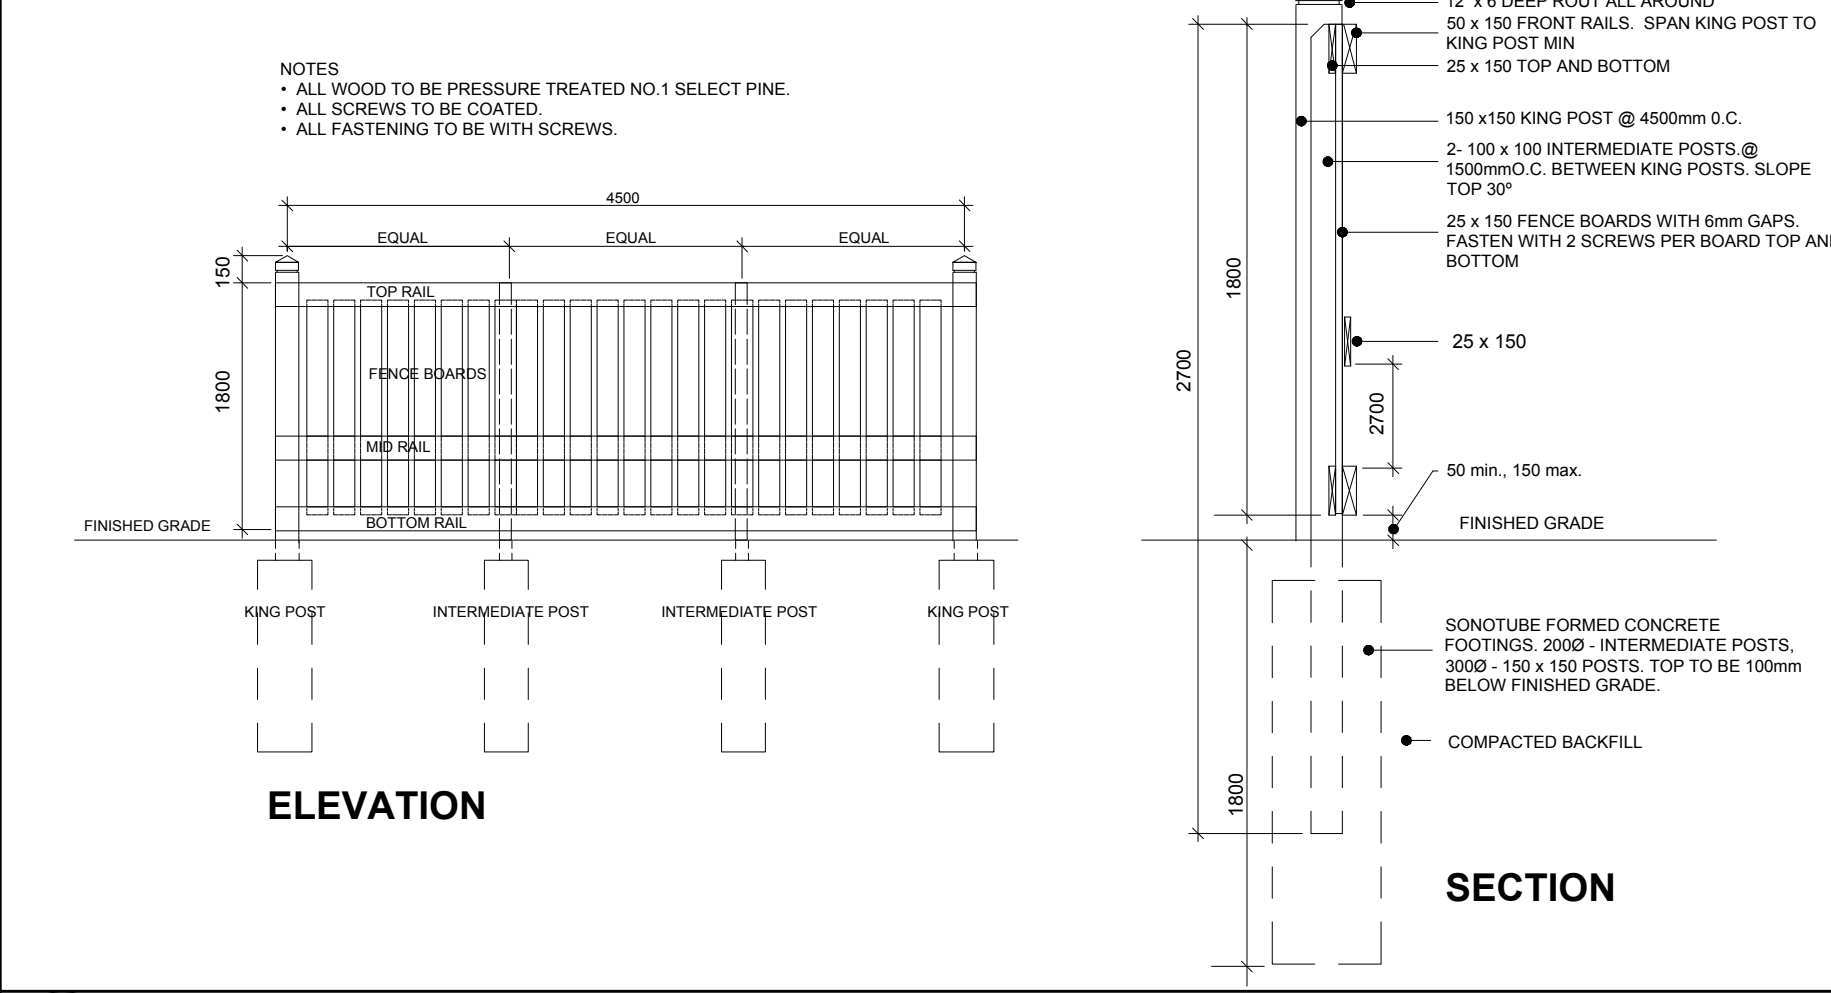 NOTES
• ALL WOOD TO BE PRESSURE TREATED NO.1 SELECT PINE.
• ALL SCREWS TO BE COATED.
• ALL FASTENING TO BE WITH SCREWS.
4500
EQUAL
EQUAL
EQUAL
150
TOP RAIL
FENCE BOARDS
1800
MID RAIL
BOTTOM RAIL
FINISHED GRADE
KING POST
INTERMEDIATE POST
INTERMEDIATE POST
KING POST
ELEVATION
12 x 6 DEEP ROUT ALL AROUND
50 x 150 FRONT RAILS. SPAN KING POST TO
KING POST MIN
25 x 150 TOP AND BOTTOM
150 x150 KING POST @ 4500mm 0.C.
2- 100 x 100 INTERMEDIATE POSTS.@
1500mmO.C. BETWEEN KING POSTS. SLOPE
TOP 30º
25 x 150 FENCE BOARDS WITH 6mm GAPS.
FASTEN WITH 2 SCREWS PER BOARD TOP AND
BOTTOM
1800
25 x 150
2700
2700
50 min., 150 max.
FINISHED GRADE
SONOTUBE FORMED CONCRETE
FOOTINGS. 200Ø - INTERMEDIATE POSTS,
300Ø - 150 x 150 POSTS. TOP TO BE 100mm
BELOW FINISHED GRADE.
COMPACTED BACKFILL
1800
SECTION